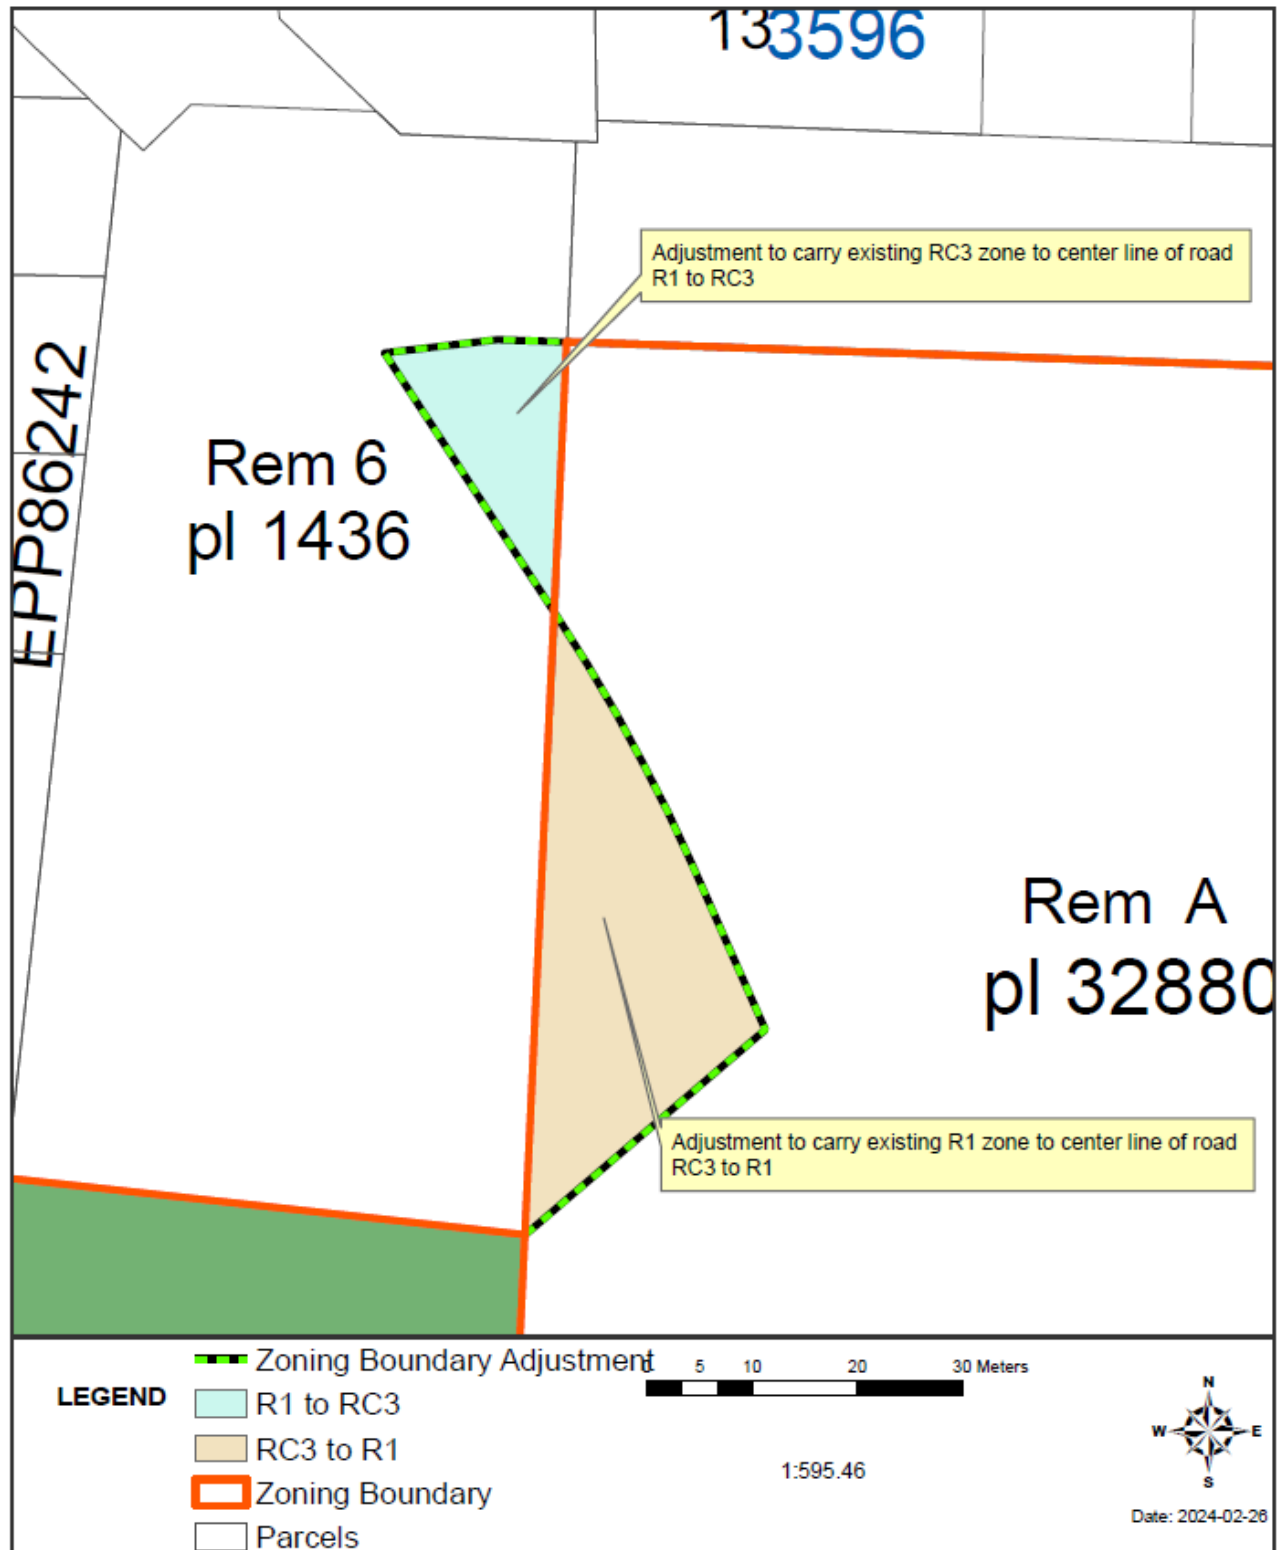 13
3596
Adjustment to carry existing RC3 zone to center line of road
R1 to RC3
EPP86242
Rem 6
pl 1436
Rem A
pl 32880
Adjustment to carry existing R1 zone to center line of road
RC3 to R1
LEGEND
Zoning Boundary Adjustment
R1 to RC3
RC3 to R1
Zoning Boundary
Parcels
5 10 20 30 Meters
1:595.46
N
W E
S
Date: 2024-02-26